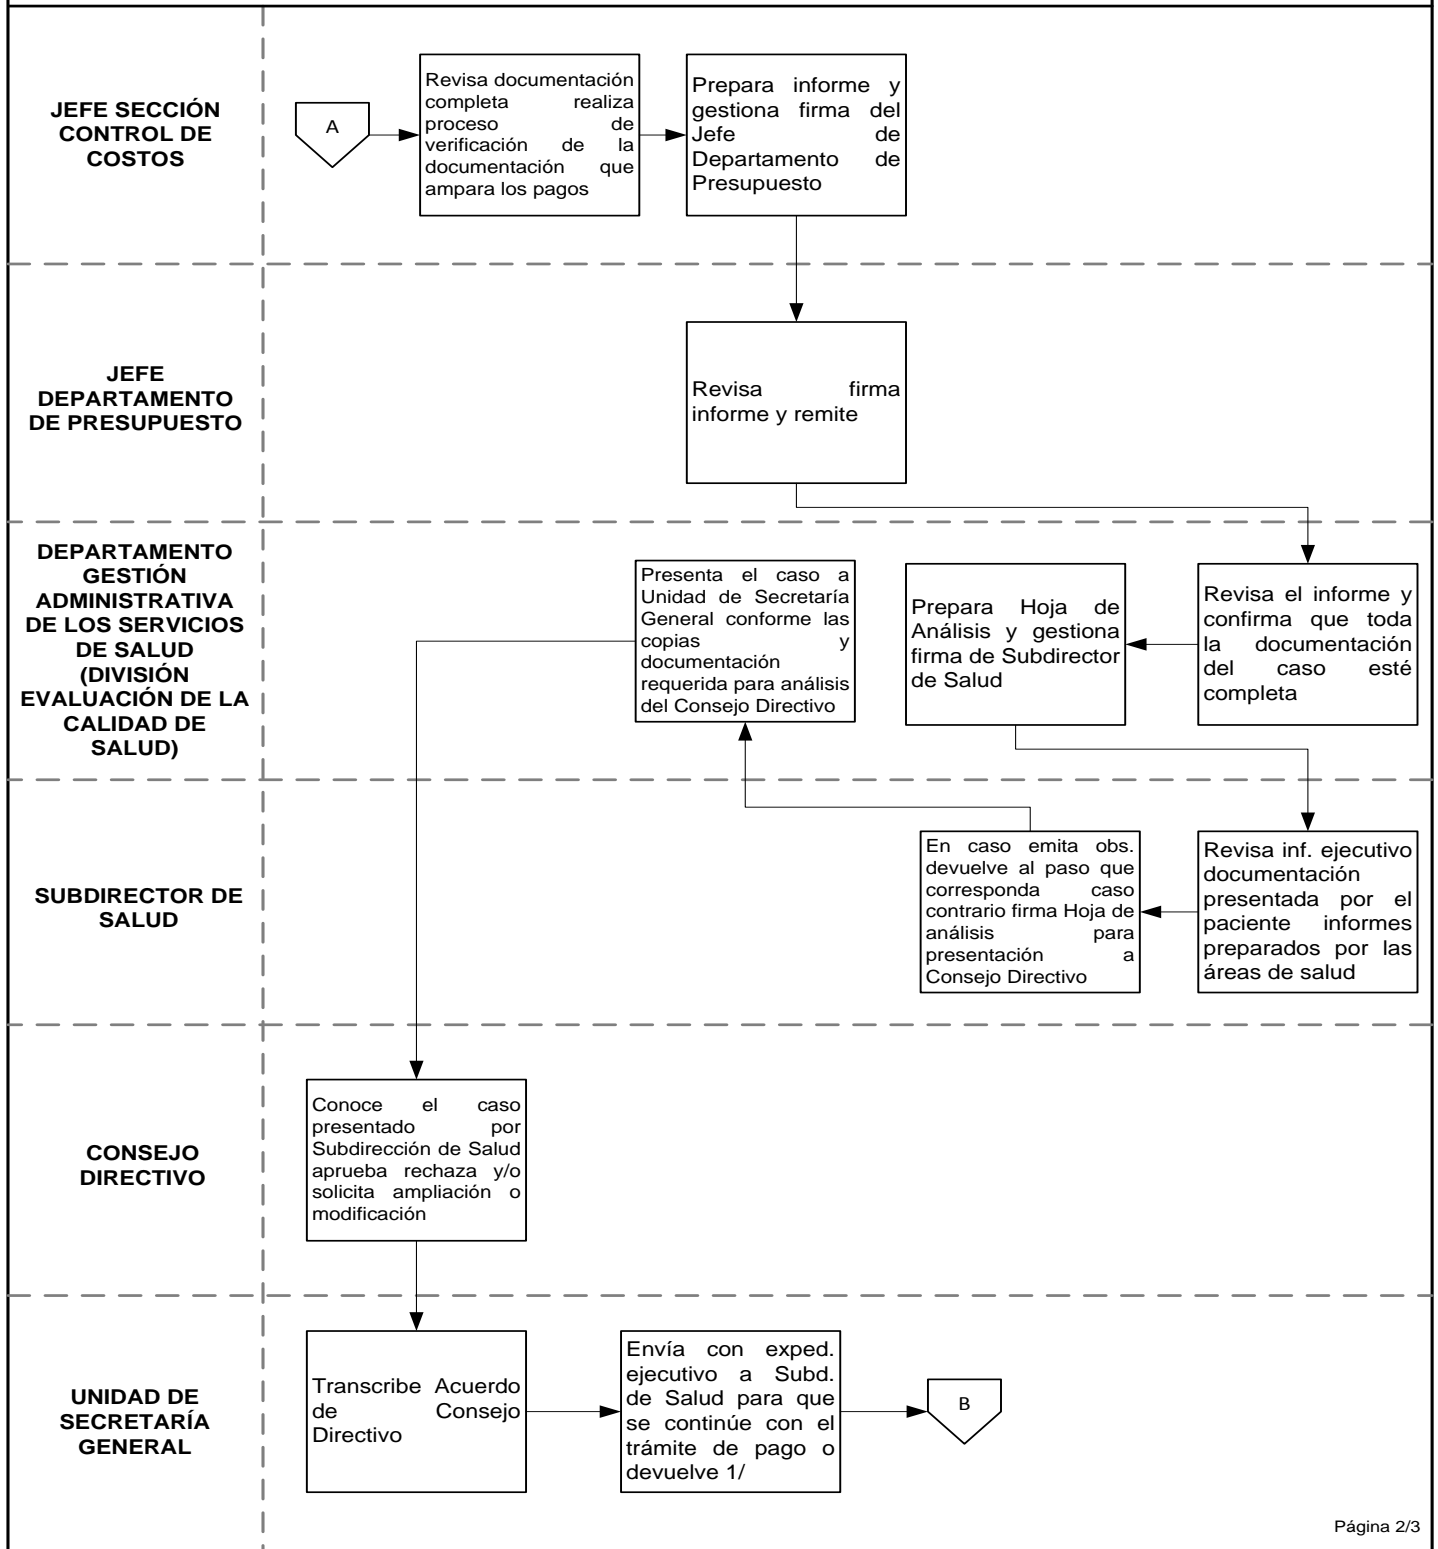 JEFE SECCIÓN
CONTROL DE
COSTOS
A
Revisa documentación
completa realiza
proceso de
verificación de la
documentación que
ampara los pagos
Prepara informe y
gestiona firma del
Jefe de
Departamento de
Presupuesto
JEFE
DEPARTAMENTO
DE PRESUPUESTO
Revisa firma
informe y remite
DEPARTAMENTO
GESTIÓN
ADMINISTRATIVA
DE LOS SERVICIOS
DE SALUD
(DIVISIÓN
EVALUACIÓN DE LA
CALIDAD DE
SALUD)
Presenta el caso a
Unidad de Secretaría
General conforme las
copias y
documentación
requerida para análisis
del Consejo Directivo
Prepara Hoja de
Análisis y gestiona
firma de Subdirector
de Salud
Revisa el informe y
confirma que toda
la documentación
del caso esté
completa
SUBDIRECTOR DE
SALUD
En caso emita obs.
devuelve al paso que
corresponda caso
contrario firma Hoja de
análisis para
presentación a
Consejo Directivo
Revisa inf. ejecutivo
documentación
presentada por el
paciente informes
preparados por las
áreas de salud
CONSEJO
DIRECTIVO
Conoce el caso
presentado por
Subdirección de Salud
aprueba rechaza y/o
solicita ampliación o
modificación
UNIDAD DE
SECRETARÍA
GENERAL
Transcribe Acuerdo
de Consejo
Directivo
Envía con exped.
ejecutivo a Subd.
de Salud para que
se continúe con el
trámite de pago o
devuelve 1/
B
Página 2/3